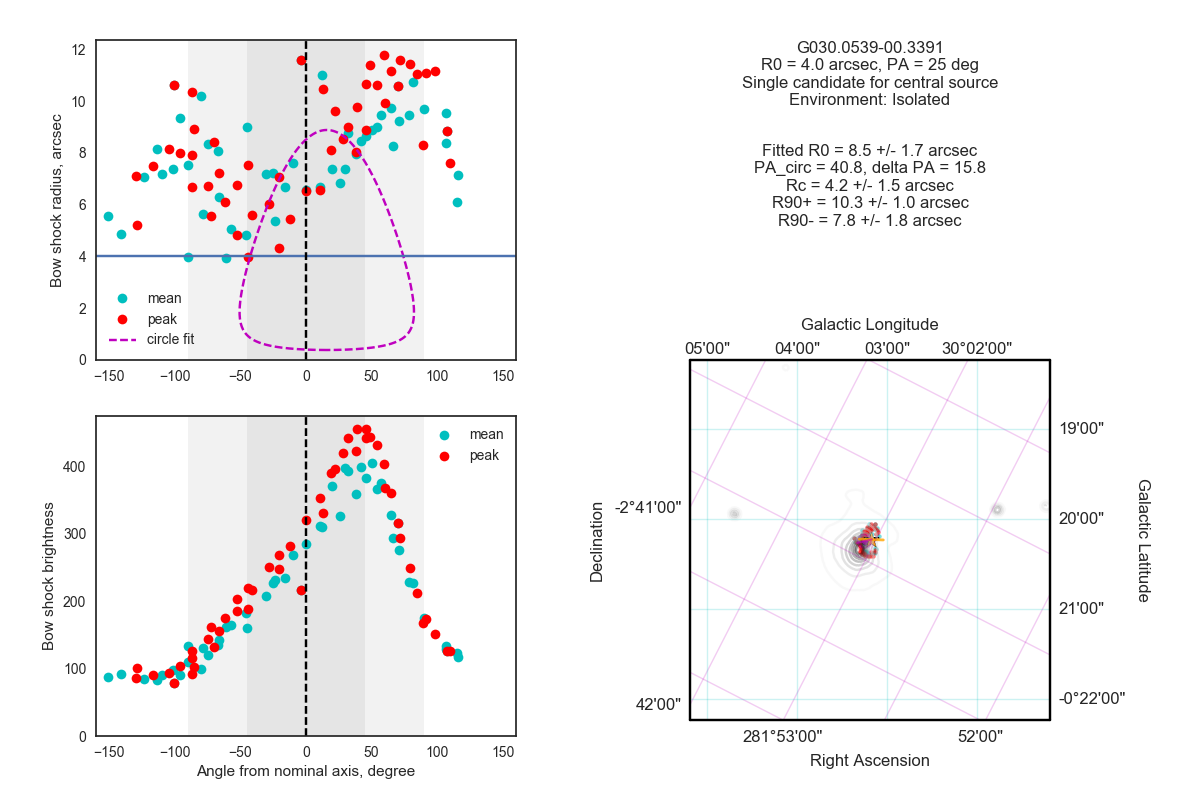 12
10
8
6
4
2
0
Bow shock radius, arcsec
mean
peak
circle fit
−150 −100 −50 0 50 100 150
G030.0539-00.3391
R0 = 4.0 arcsec, PA = 25 deg
Single candidate for central source
Environment: Isolated
Fitted R0 = 8.5 +/- 1.7 arcsec
PA_circ = 40.8, delta PA = 15.8
Rc = 4.2 +/- 1.5 arcsec
R90+ = 10.3 +/- 1.0 arcsec
R90- = 7.8 +/- 1.8 arcsec
400
300
200
100
0
Bow shock brightness
mean
peak
−150 −100 −50 0 50 100 150
Angle from nominal axis, degree
Galactic Longitude
05'00" 04'00" 03'00" 30°02'00"
19'00"
20'00"
21'00"
-0°22'00"
Galactic Latitude
-2°41'00"
42'00"
Declination
281°53'00" 52'00"
Right Ascension